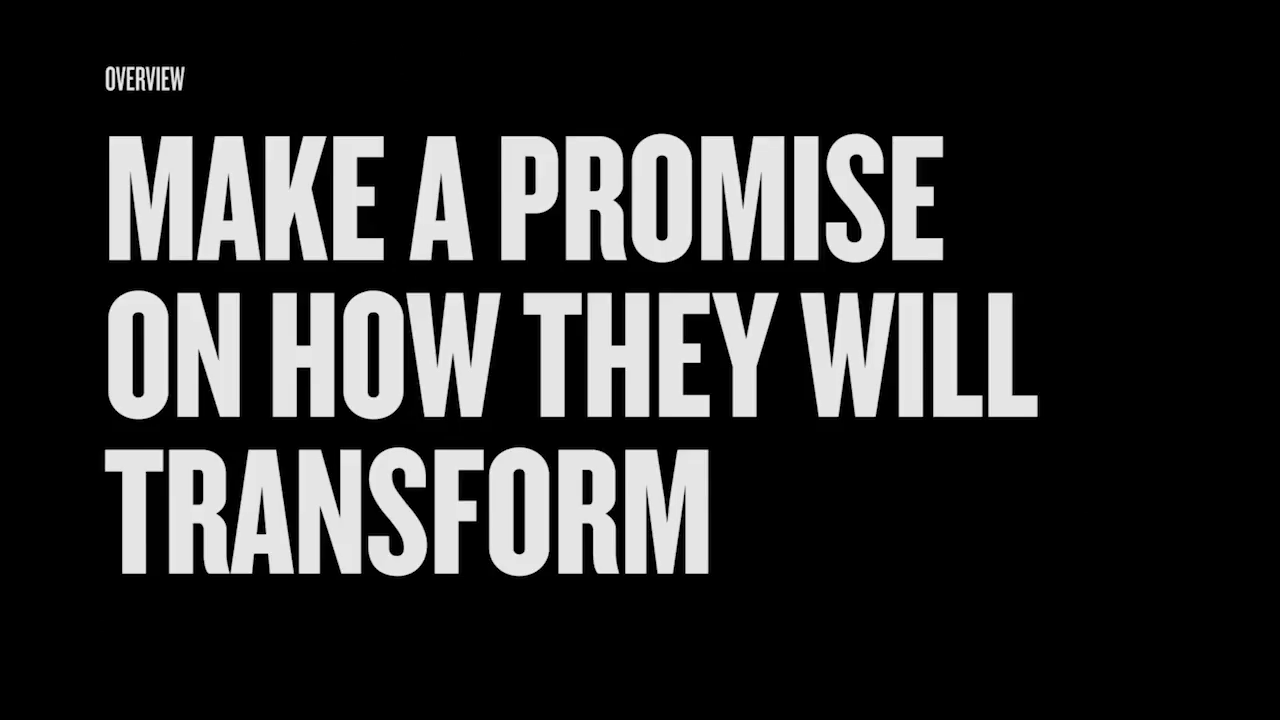 OVERVIEW
MAKE A PROMISE
ON HOW THEY WILL
TRANSFORM